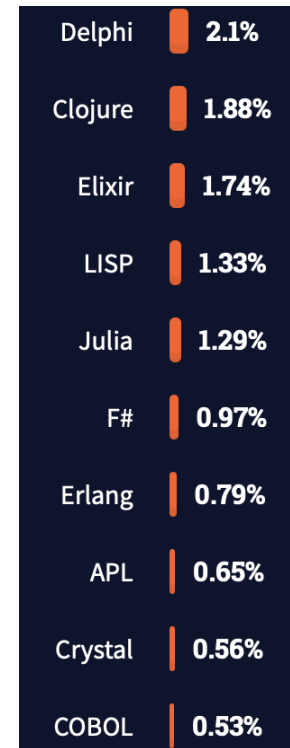 Delphi 2.1%
Clojure 1.88%
Elixir 1.74%
LISP 1.33%
Julia 1.29%
F# 0.97%
Erlang 0.79%
APL 0.65%
Crystal 0.56%
COBOL 0.53%